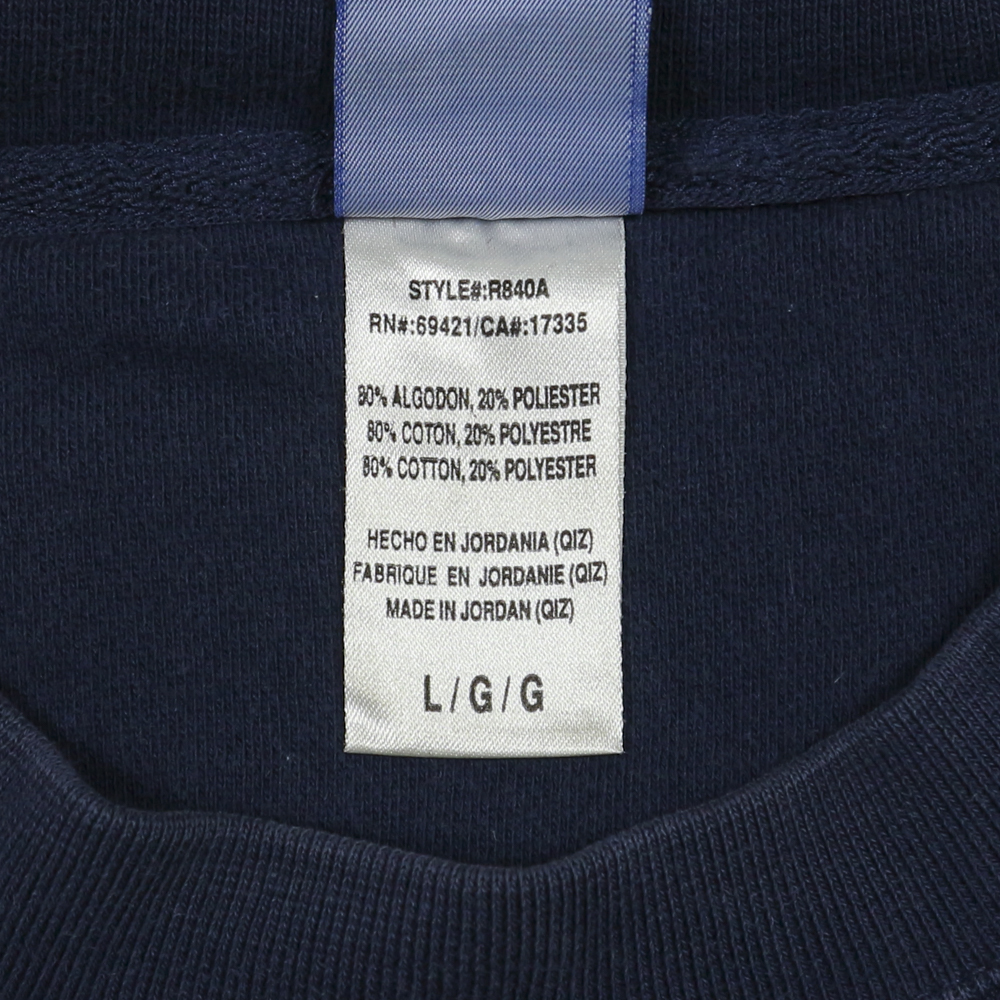 STYLE#:R840A
RN#:69421/CA#:17335
80% ALGODON, 20% POLIESTER
80% COTON, 20% POLYESTRE
80% COTTON, 20% POLYESTER
HECHO EN JORDANIA (QIZ)
FABRIQUE EN JORDANIE (QIZ)
MADE IN JORDAN (QIZ)
L / G / G